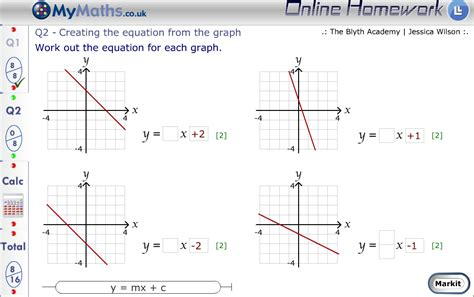 MyMaths.co.uk
Online Homework
Q1
Q2 - Creating the equation from the graph
.: The Blyth Academy | Jessica Wilson :.
Work out the equation for each graph.
8
8
Q2
0
8
Calc
Total
8
16
y
4
-4
4
x
-4
y = x +2 [2]
y
4
-4
4
x
-4
y = x +1 [2]
y
4
-4
4
x
-4
y = x -2 [2]
y
4
-4
4
x
-4
y = x -1 [2]
y = mx + c
Markit